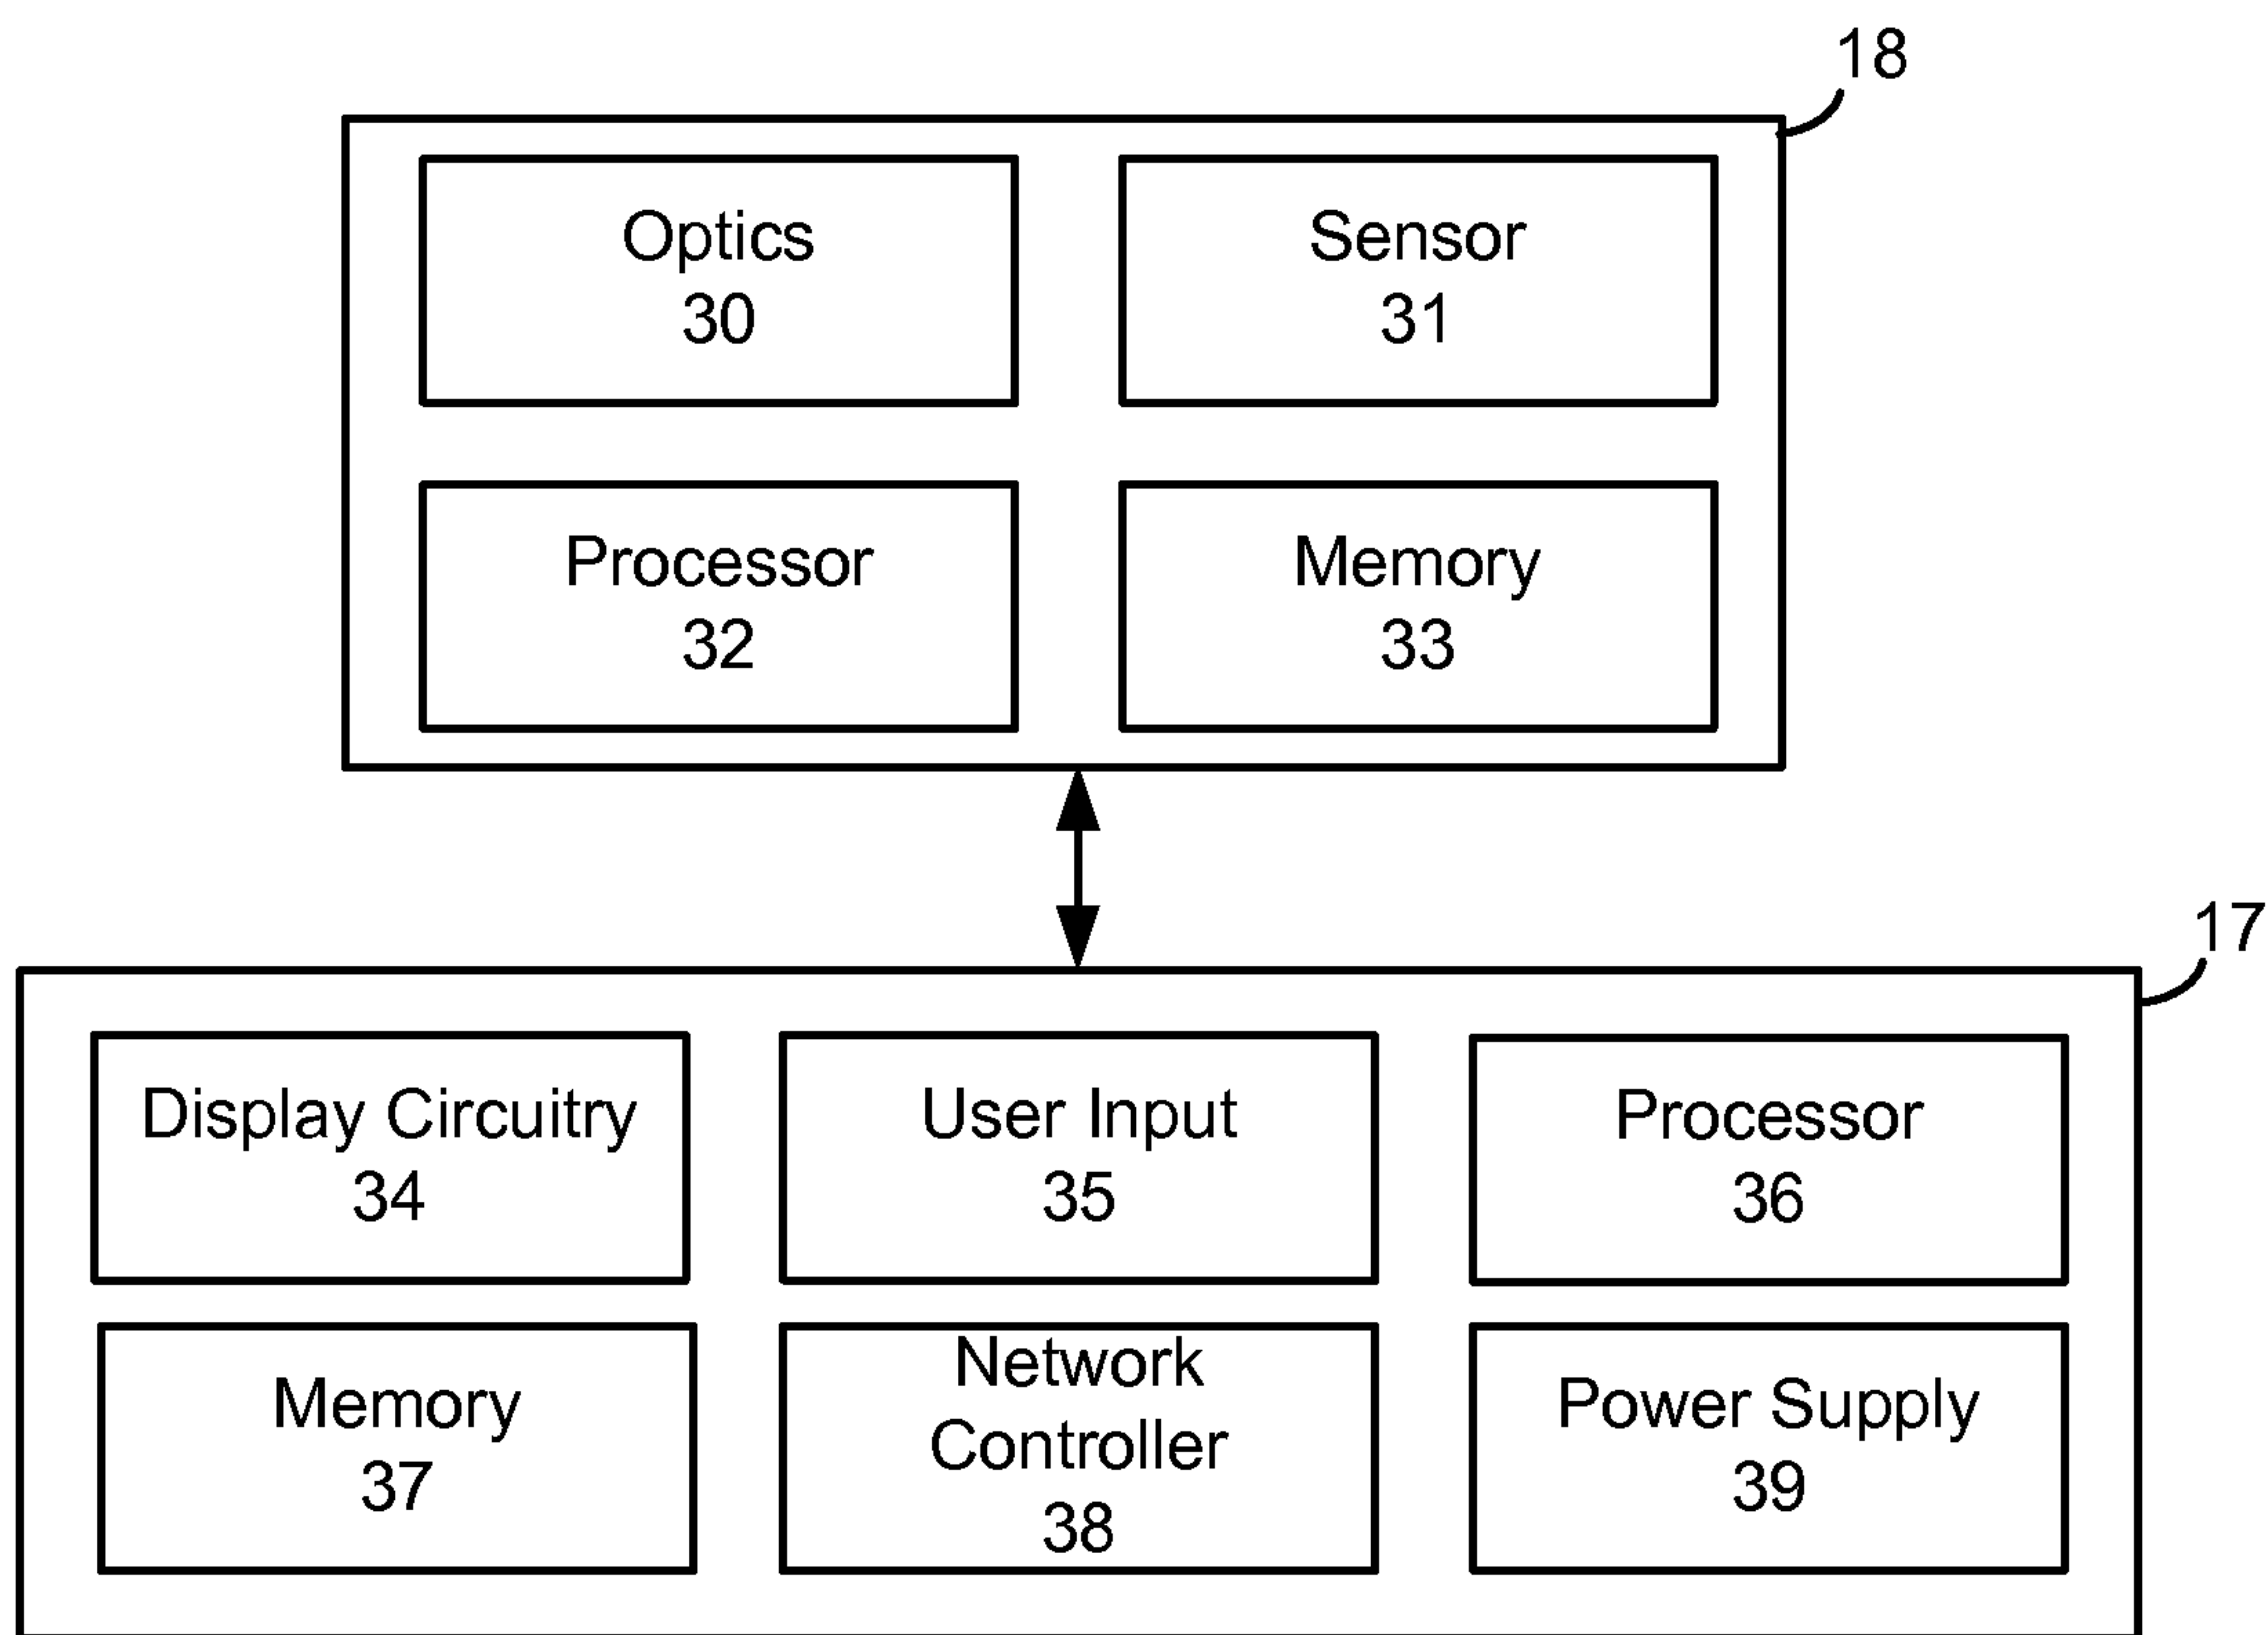 18
Optics
30
Sensor
31
Processor
32
Memory
33
17
Display Circuitry
34
User Input
35
Processor
36
Memory
37
Network
Controller
38
Power Supply
39